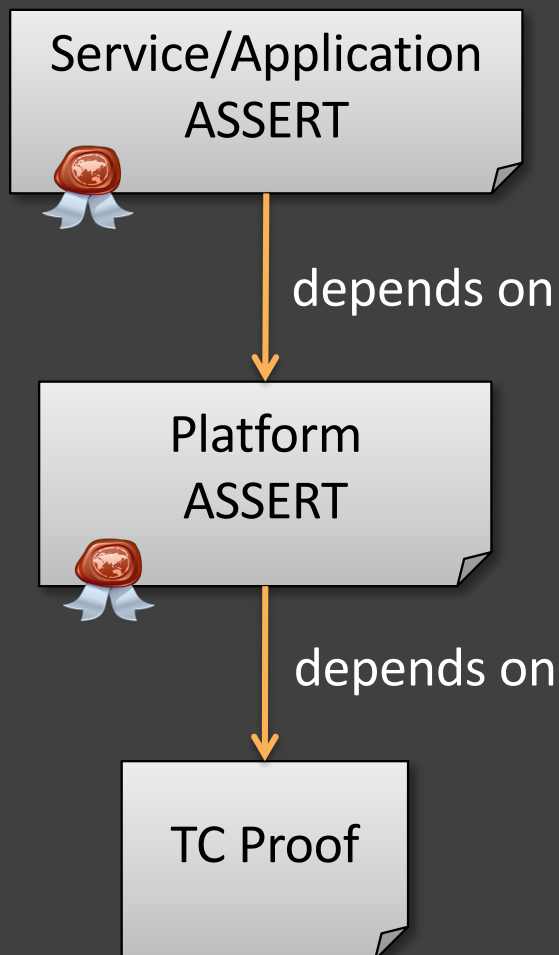 Service/Application
ASSERT
depends on
Platform
ASSERT
depends on
TC Proof